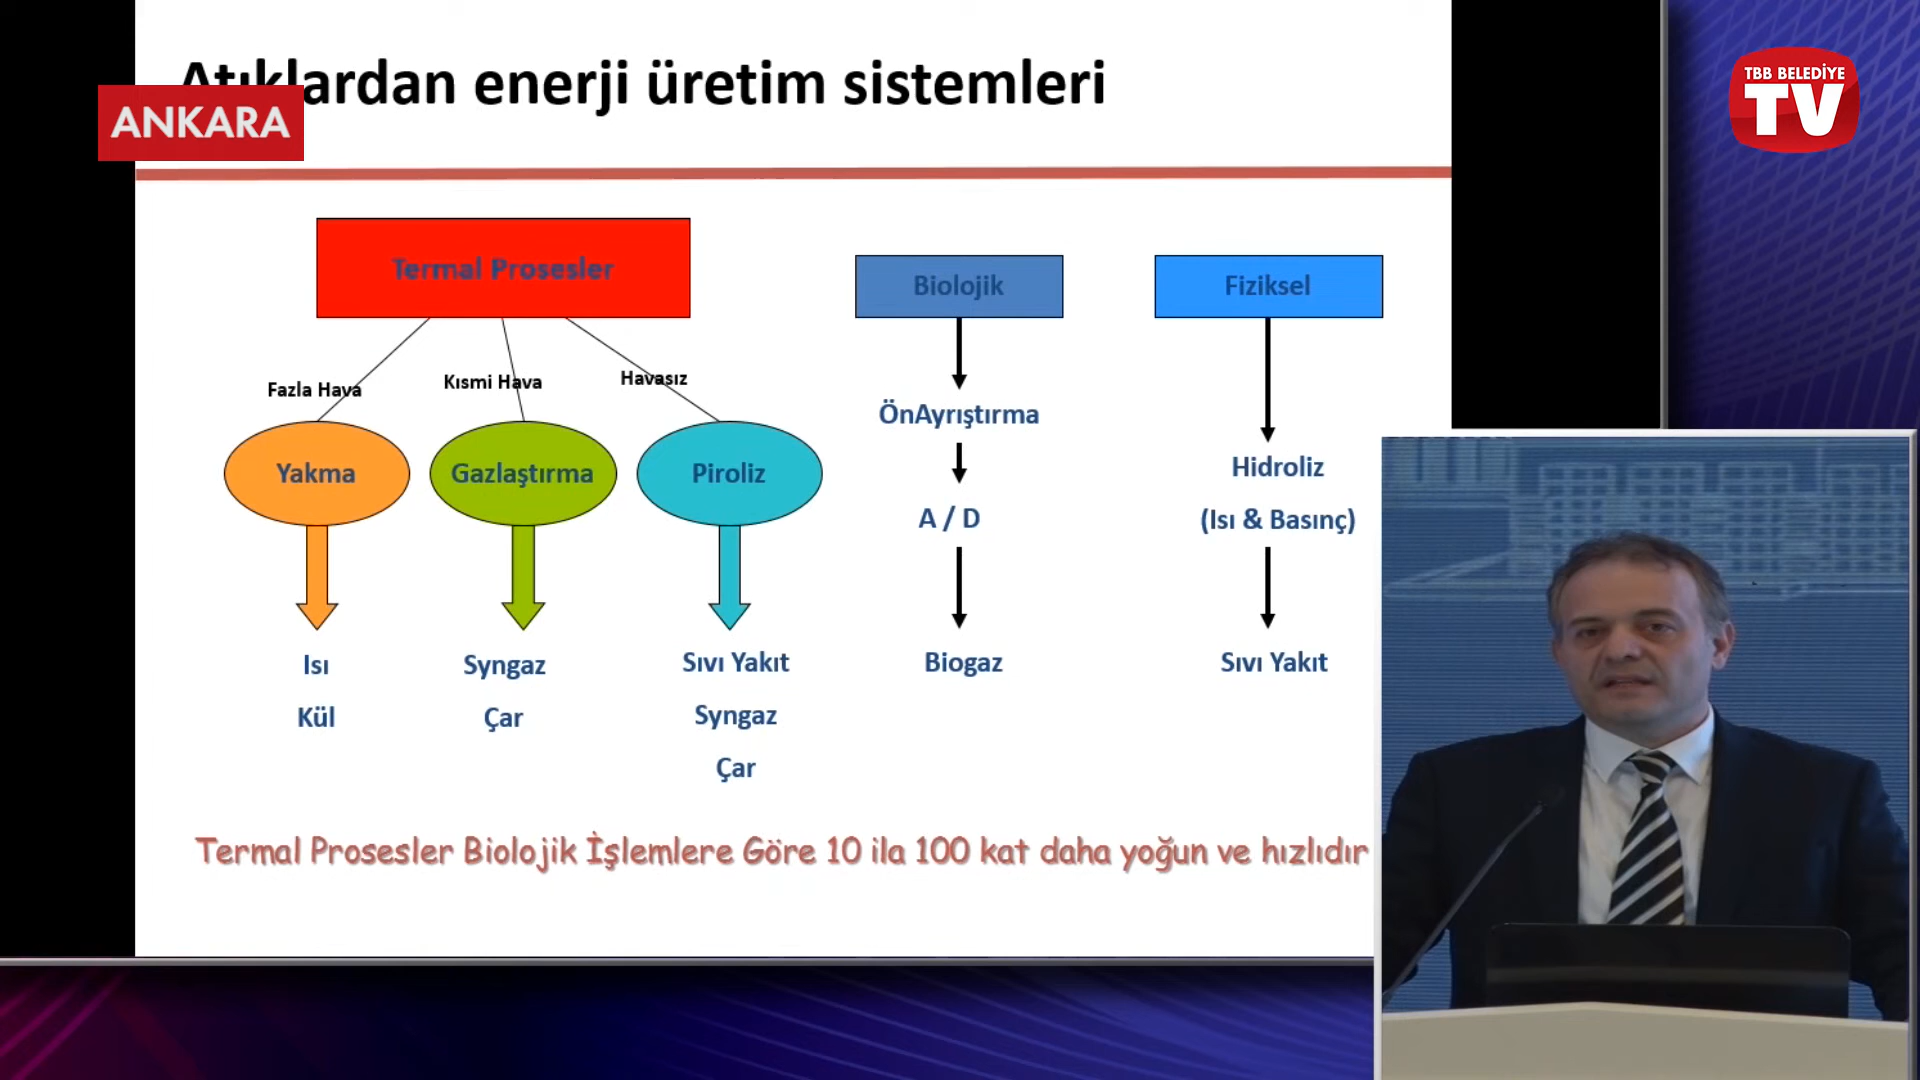 Atıklardan enerji üretim sistemleri
ANKARA
TBB BELEDİYE
TV
Termal Prosesler
Biolojik
Fiziksel
Fazla Hava
Kısmi Hava
Havasız
Yakma
Gazlaştırma
Piroliz
ÖnAyrıştırma
A / D
Biogaz
Hidroliz
(Isı & Basınç)
Sıvı Yakıt
Isı
Kül
Syngaz
Çar
Sıvı Yakıt
Syngaz
Çar
Termal Prosesler Biolojik İşlemlere Göre 10 ila 100 kat daha yoğun ve hızlıdır